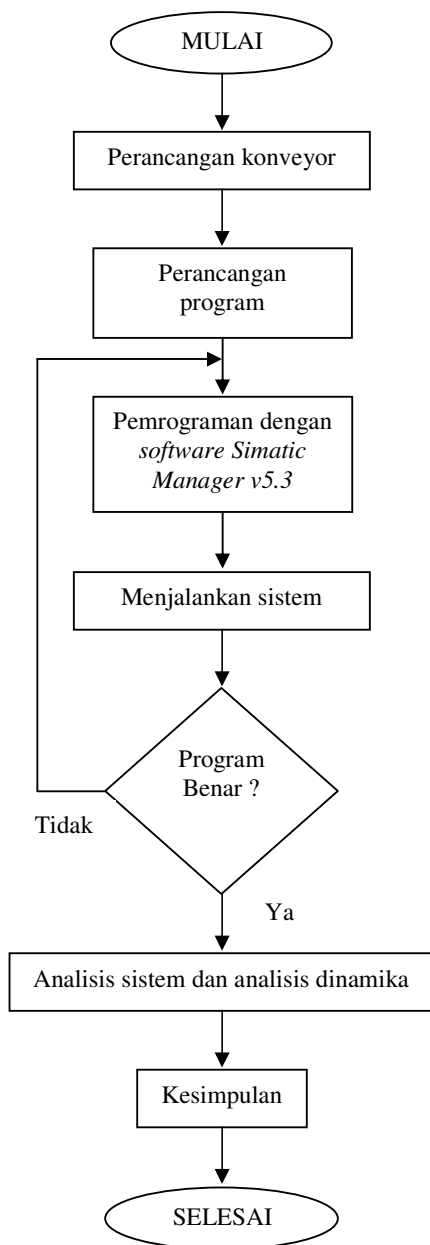 MULAI
Perancangan konveyor
Perancangan
program
Pemrograman dengan
software Simatic
Manager v5.3
Menjalankan sistem
Program
Benar ?
Tidak
Ya
Analisis sistem dan analisis dinamika
Kesimpulan
SELESAI